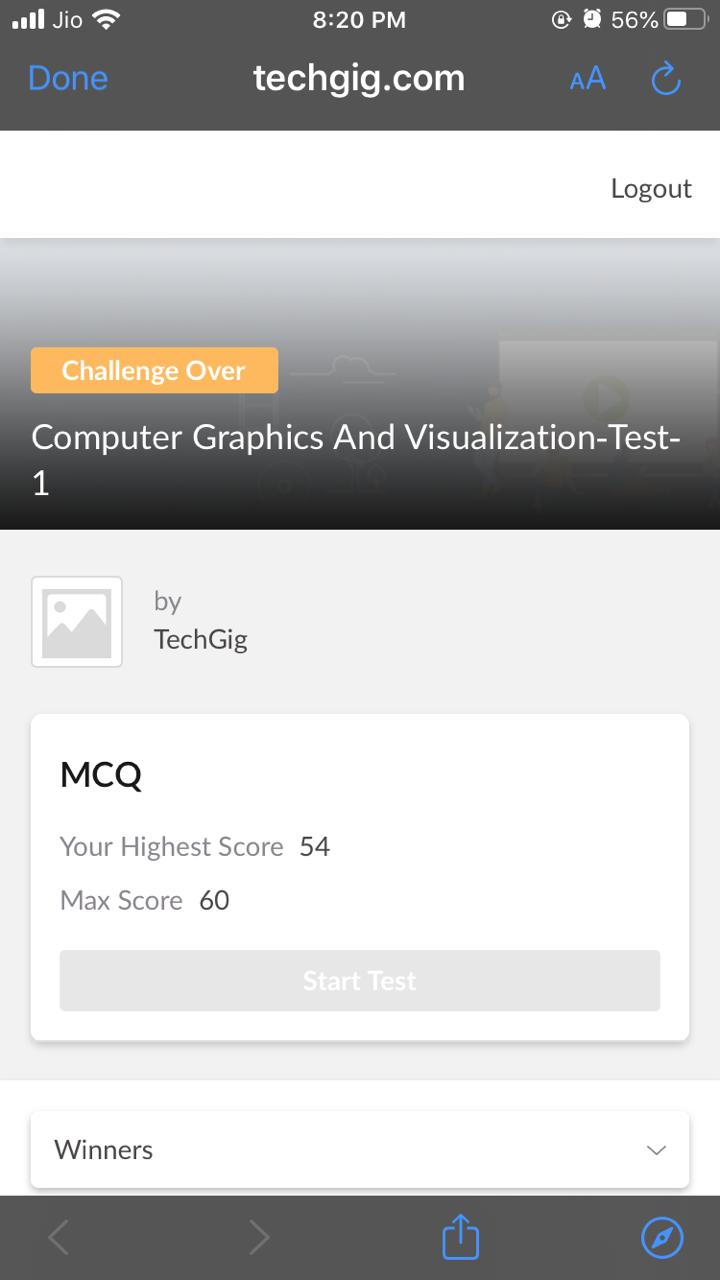 Jio 8:20 PM 56%
Done techgig.com AA
Logout
Challenge Over
Computer Graphics And Visualization-Test-
1
by
TechGig
MCQ
Your Highest Score 54
Max Score 60
Start Test
Winners